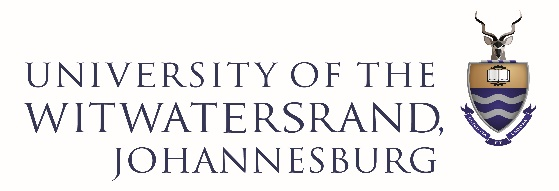 UNIVERSITY OF THE
WITWATERSRAND,
JOHANNESBURG